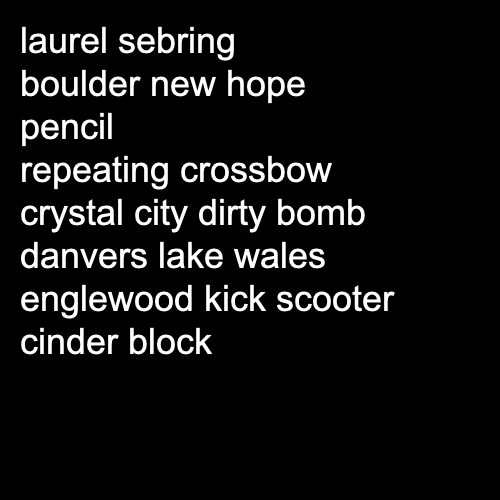 laurel sebring
boulder new hope
pencil
repeating crossbow
crystal city dirty bomb
danvers lake wales
englewood kick scooter
cinder block